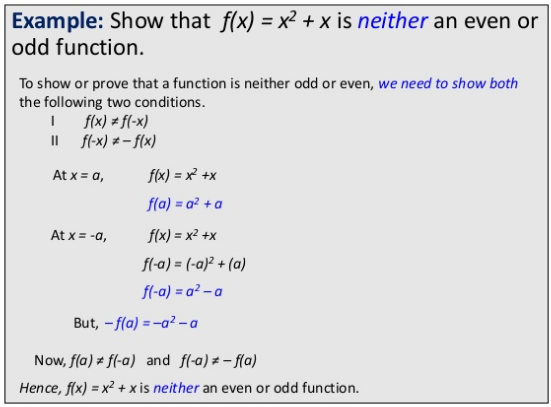 Example: Show that f(x) = x² + x is neither an even or
odd function.
To show or prove that a function is neither odd or even, we need to show both
the following two conditions.
I f(x) ≠ f(-x)
II f(-x) ≠ – f(x)
At x = a, f(x) = x² +x
f(a) = a² + a
At x = -a, f(x) = x² +x
f(-a) = (-a)² + (a)
f(-a) = a² – a
But, – f(a) = –a² – a
Now, f(a) ≠ f(-a) and f(-a) ≠ – f(a)
Hence, f(x) = x² + x is neither an even or odd function.